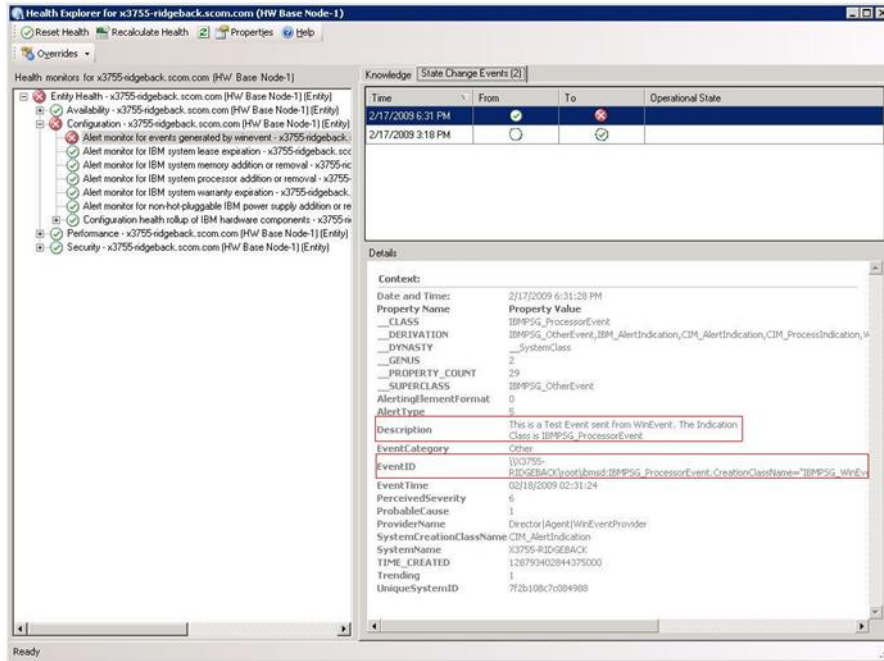 Health Explorer for x3755-ridgeback.scom.com (HW Base Node-1)
Reset Health Recalculate Health Properties Help
Overrides
Health monitors for x3755-ridgeback.scom.com (HW Base Node-1)
Entity Health - x3755-ridgeback.scom.com (HW Base Node-1) (Entity)
Availability - x3755-ridgeback.scom.com (HW Base Node-1) (Entity)
Configuration - x3755-ridgeback.scom.com (HW Base Node-1) (Entity)
Alert monitor for events generated by winevent - x3755-ridgeback.
Alert monitor for IBM system lease expiration - x3755-ridgeback.sco
Alert monitor for IBM system memory addition or removal - x3755-ric
Alert monitor for IBM system processor addition or removal - x3755-
Alert monitor for IBM system warranty expiration - x3755-ridgeback.
Alert monitor for non-hot-pluggable IBM power supply addition or re
Configuration health rollup of IBM hardware components - x3755-ri
Performance - x3755-ridgeback.scom.com (HW Base Node-1) (Entity)
Security - x3755-ridgeback.scom.com (HW Base Node-1) (Entity)
Knowledge State Change Events (2)
Time From To Operational State
2/17/2009 6:31 PM
2/17/2009 3:18 PM
Details
Context:
Date and Time: 2/17/2009 6:31:28 PM
Property Name Property Value
__CLASS IBMPSG_ProcessorEvent
__DERIVATION IBMPSG_OtherEvent,IBM_AlertIndication,CIM_AlertIndication,CIM_ProcessIndication,
__DYNASTY __SystemClass
__GENUS 2
__PROPERTY_COUNT 29
__SUPERCLASS IBMPSG_OtherEvent
AlertingElementFormat 0
AlertType 5
Description This is a Test Event sent from WinEvent. The Indication
Class is IBMPSG_ProcessorEvent
EventCategory Other
EventID \\X3755-
RIDGEBACK\root\ibmsd:IBMPSG_ProcessorEvent.CreationClassName="IBMPSG_WinEve
EventTime 02/18/2009 02:31:24
PerceivedSeverity 6
ProbableCause 1
ProviderName Director|Agent|WinEventProvider
SystemCreationClassName CIM_AlertIndication
SystemName X3755-RIDGEBACK
TIME_CREATED 128793402844375000
Trending 1
UniqueSystemID 7f2b108c7c084988
Ready